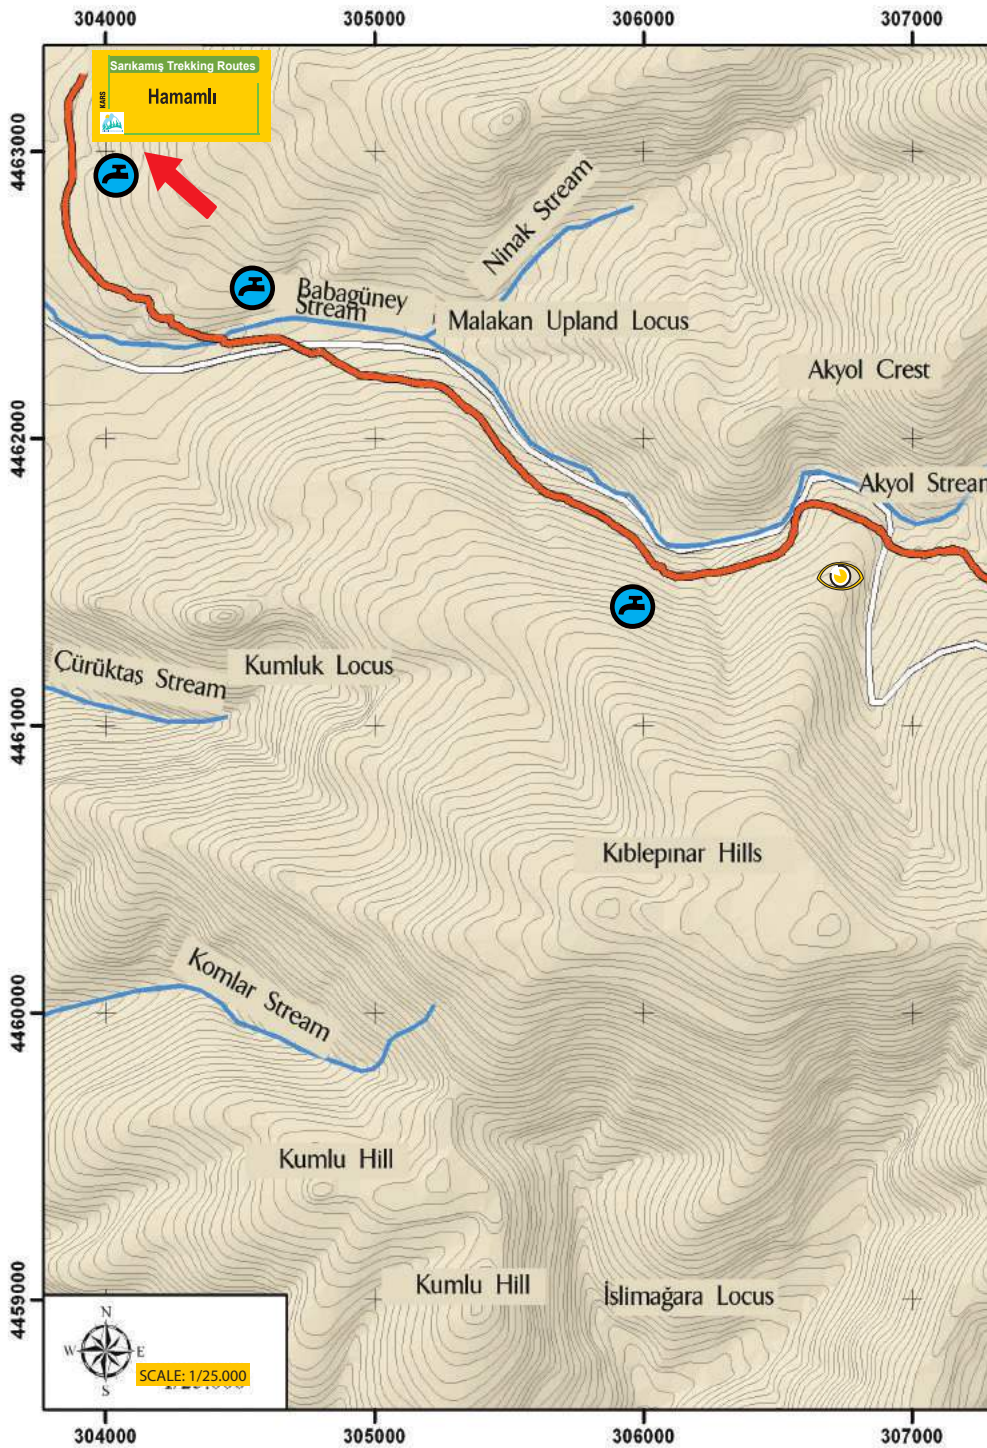 304000
305000
306000
307000
Sarıkamış Trekking Routes
KARS
Hamamlı
4463000
Ninak Stream
Babagüney
Stream
Malakan Upland Locus
Akyol Crest
4462000
Akyol Stream
Çürüktaş Stream
Kumluk Locus
4461000
Kıblepınar Hills
Komlar Stream
4460000
Kumlu Hill
Kumlu Hill
İslimağara Locus
4459000
N
W
E
S
SCALE: 1/25.000
304000
305000
306000
307000